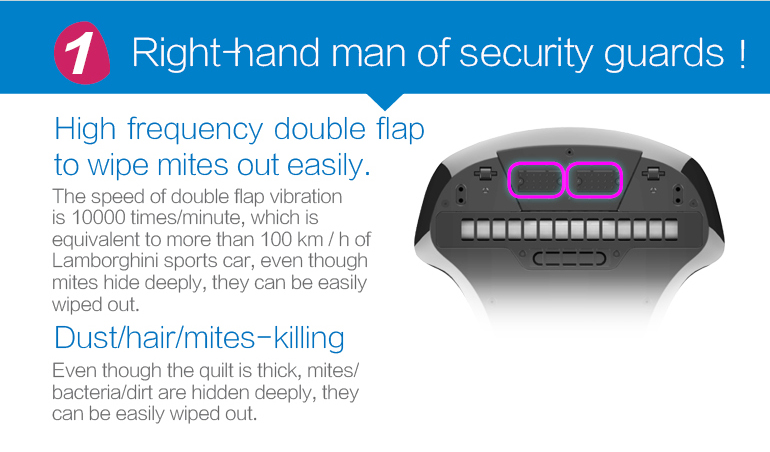 1
Right-hand man of security guards !
High frequency double flap
to wipe mites out easily.
The speed of double flap vibration
is 10000 times/minute, which is
equivalent to more than 100 km / h of
Lamborghini sports car, even though
mites hide deeply, they can be easily
wiped out.
Dust/hair/mites-killing
Even though the quilt is thick, mites/
bacteria/dirt are hidden deeply, they
can be easily wiped out.